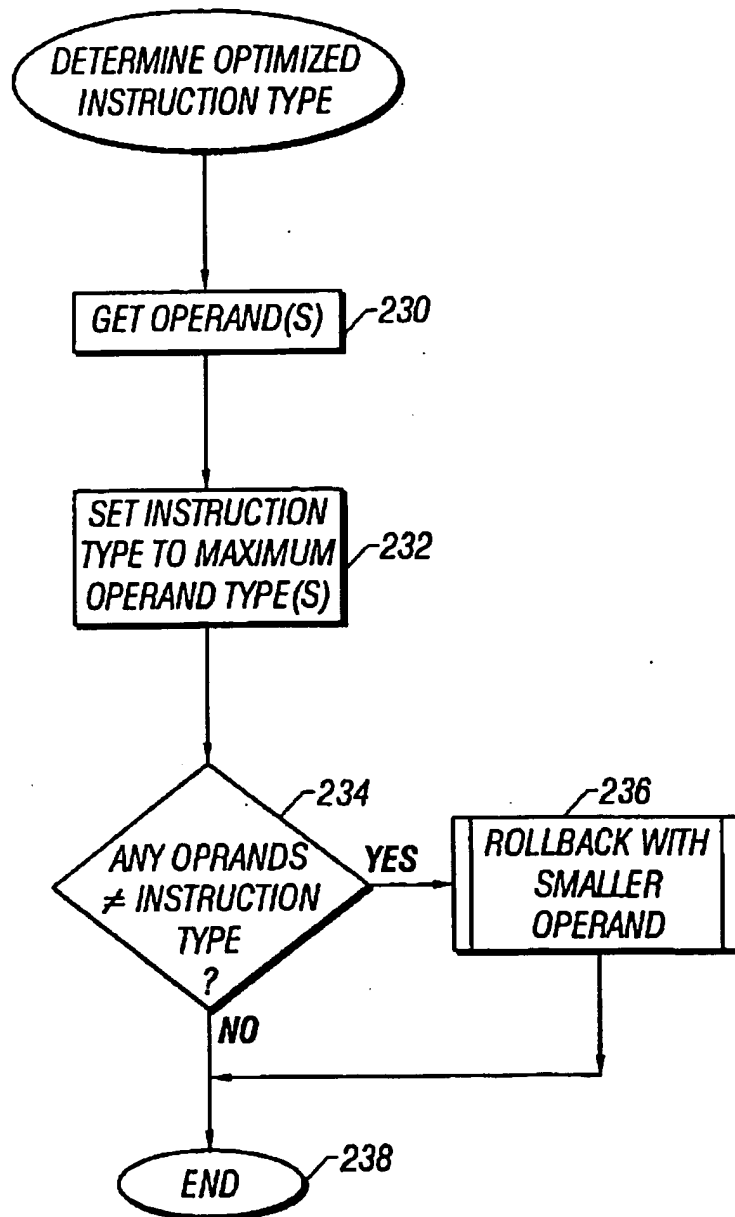 DETERMINE OPTIMIZED
INSTRUCTION TYPE
GET OPERAND(S)
230
SET INSTRUCTION
TYPE TO MAXIMUM
OPERAND TYPE(S)
232
234
ANY OPRANDS
≠ INSTRUCTION
TYPE
?
YES
236
ROLLBACK WITH
SMALLER
OPERAND
NO
END
238